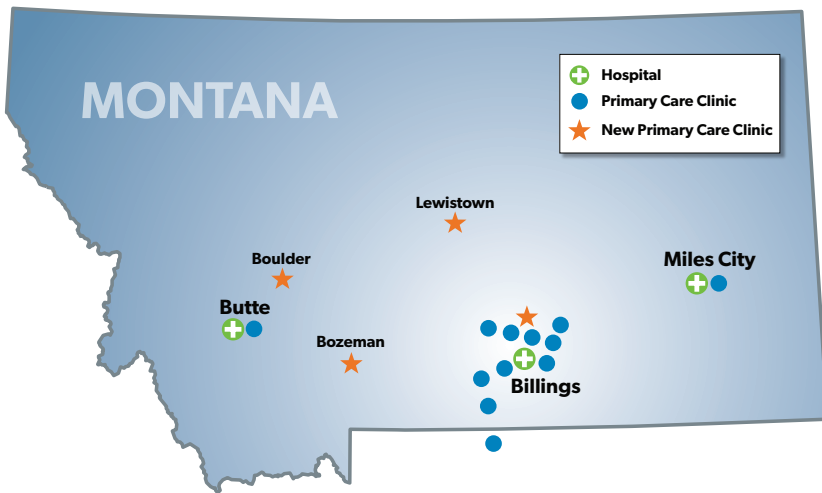 MONTANA
Hospital
Primary Care Clinic
New Primary Care Clinic
Lewistown
Boulder
Miles City
Butte
Bozeman
Billings